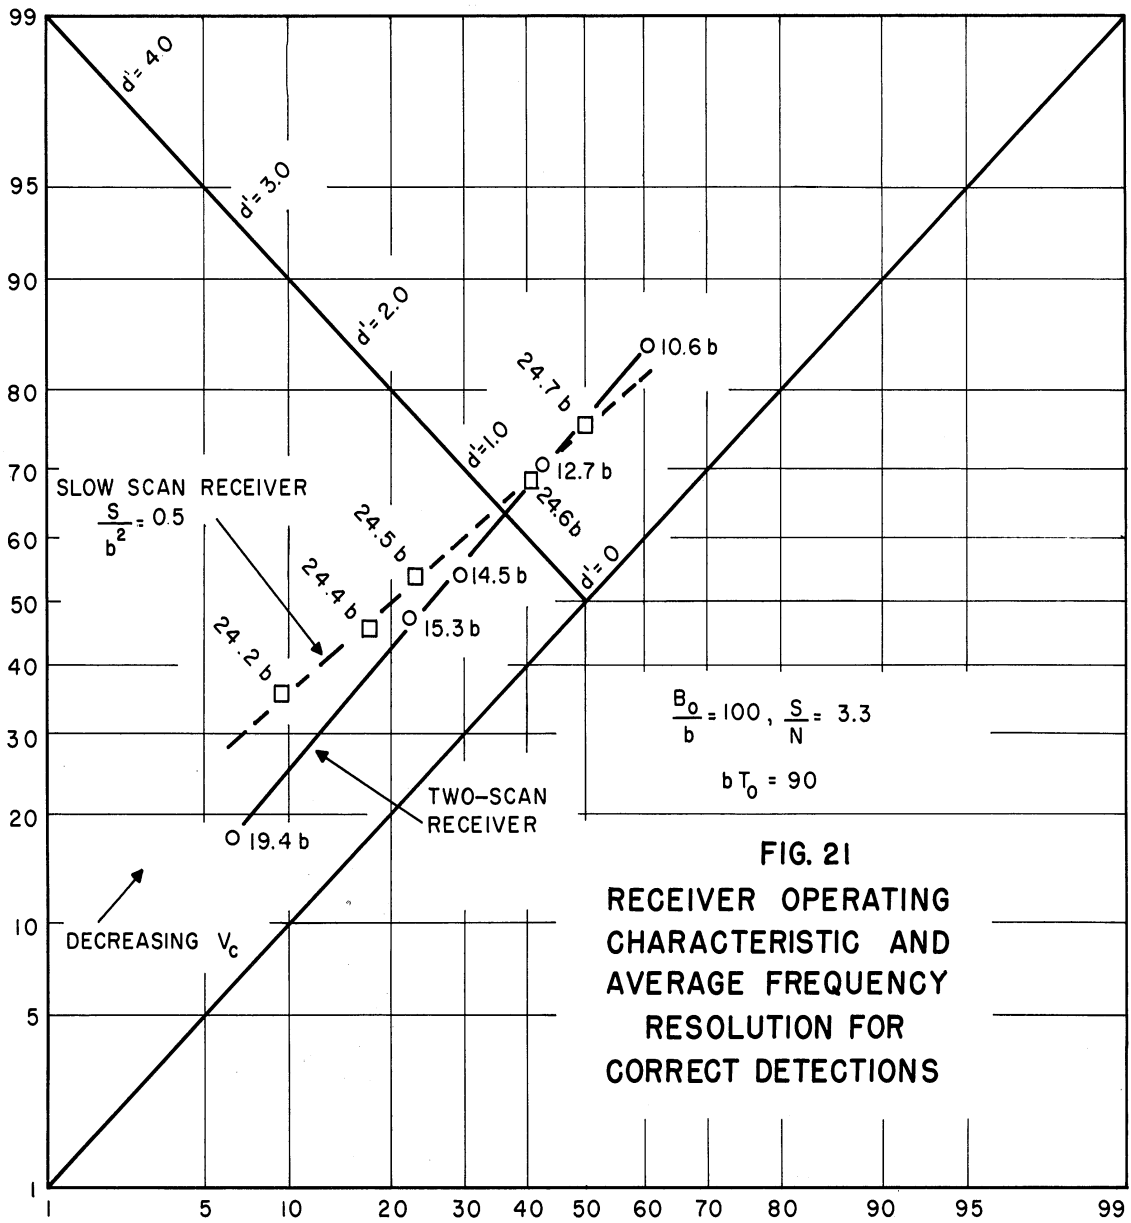 99
95
90
80
70
60
50
40
30
20
10
5
1
1
5
10
20
30
40
50
60
70
80
90
95
99
d'= 4.0
d'= 3.0
d'= 2.0
d'=1.0
d'= 0
10.6 b
24.7 b
12.7 b
24.6 b
SLOW SCAN RECEIVER
S/b² = 0.5
24.5 b
14.5 b
24.4 b
15.3 b
24.2 b
19.4 b
TWO-SCAN
RECEIVER
DECREASING Vc
B₀/b = 100, S/N = 3.3
bT₀ = 90
FIG. 21
RECEIVER OPERATING
CHARACTERISTIC AND
AVERAGE FREQUENCY
RESOLUTION FOR
CORRECT DETECTIONS